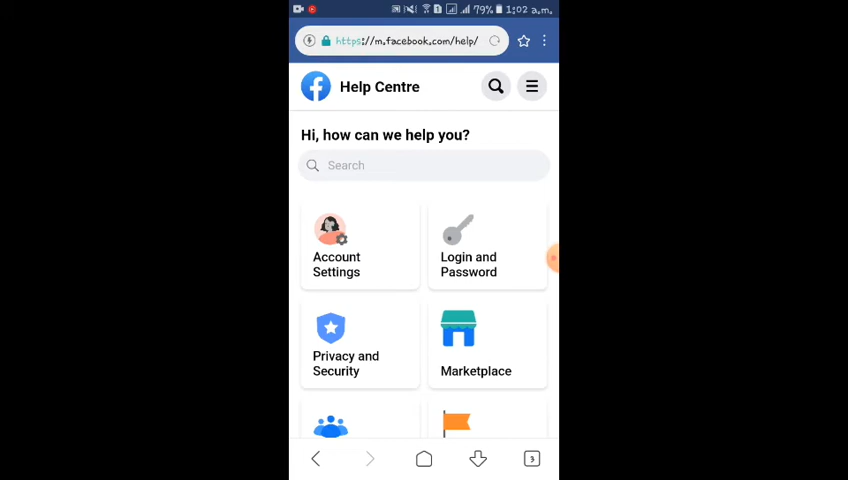 79% 1:02 a.m.
https://m.facebook.com/help/
Help Centre
Hi, how can we help you?
Search
Account
Settings
Login and
Password
Privacy and
Security
Marketplace
3